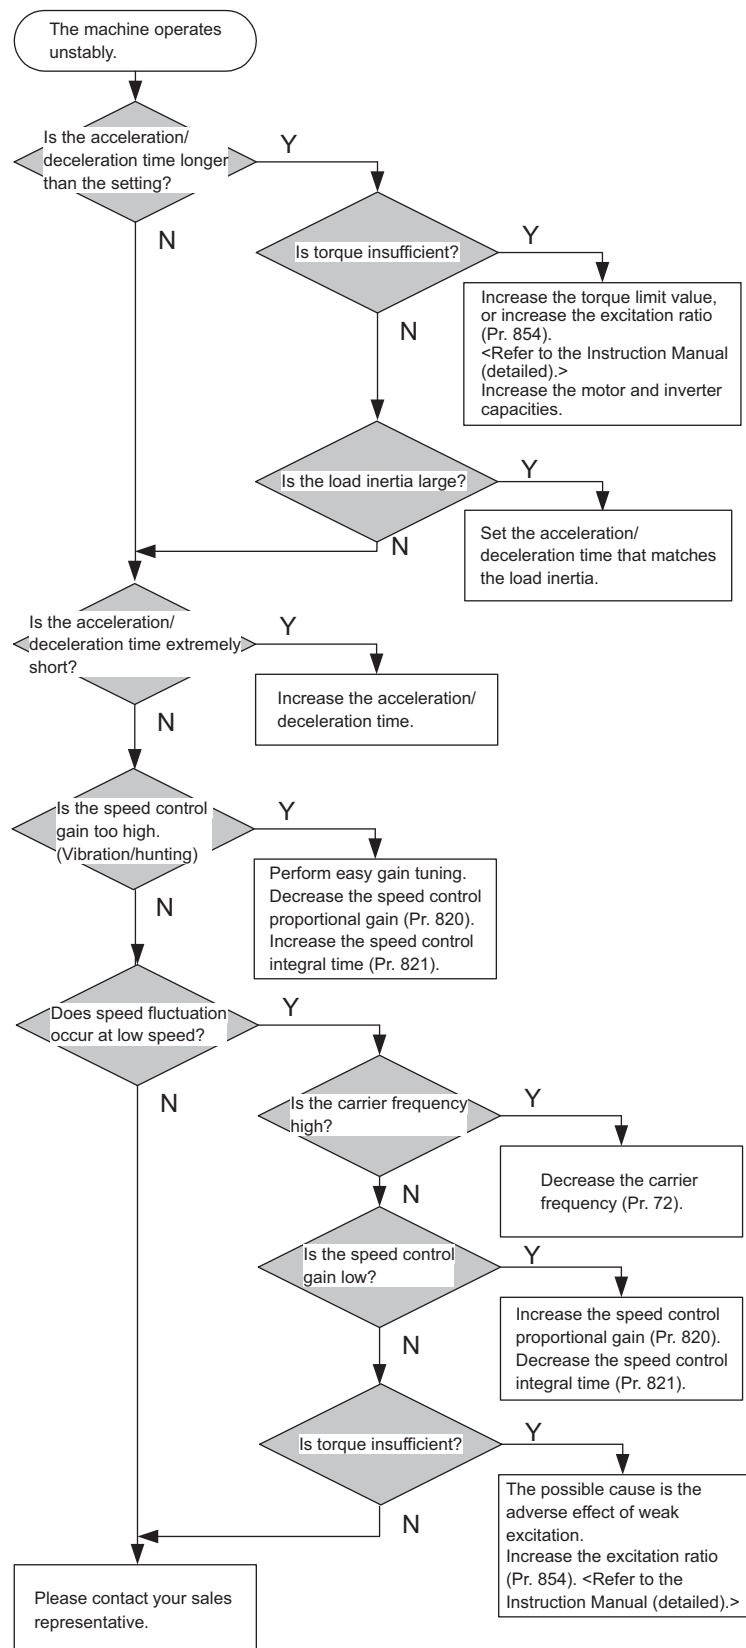 The machine operates
unstably.
Is the acceleration/
deceleration time longer
than the setting?
Y
N
Is torque insufficient?
Y
N
Increase the torque limit value,
or increase the excitation ratio
(Pr. 854).
<Refer to the Instruction Manual
(detailed).>
Increase the motor and inverter
capacities.
Is the load inertia large?
Y
N
Set the acceleration/
deceleration time that matches
the load inertia.
Is the acceleration/
deceleration time extremely
short?
Y
N
Increase the acceleration/
deceleration time.
Is the speed control
gain too high.
(Vibration/hunting)
Y
N
Perform easy gain tuning.
Decrease the speed control
proportional gain (Pr. 820).
Increase the speed control
integral time (Pr. 821).
Does speed fluctuation
occur at low speed?
Y
N
Is the carrier frequency
high?
Y
N
Decrease the carrier
frequency (Pr. 72).
Is the speed control
gain low?
Y
N
Increase the speed control
proportional gain (Pr. 820).
Decrease the speed control
integral time (Pr. 821).
Is torque insufficient?
Y
N
The possible cause is the
adverse effect of weak
excitation.
Increase the excitation ratio
(Pr. 854). <Refer to the
Instruction Manual (detailed).>
Please contact your sales
representative.